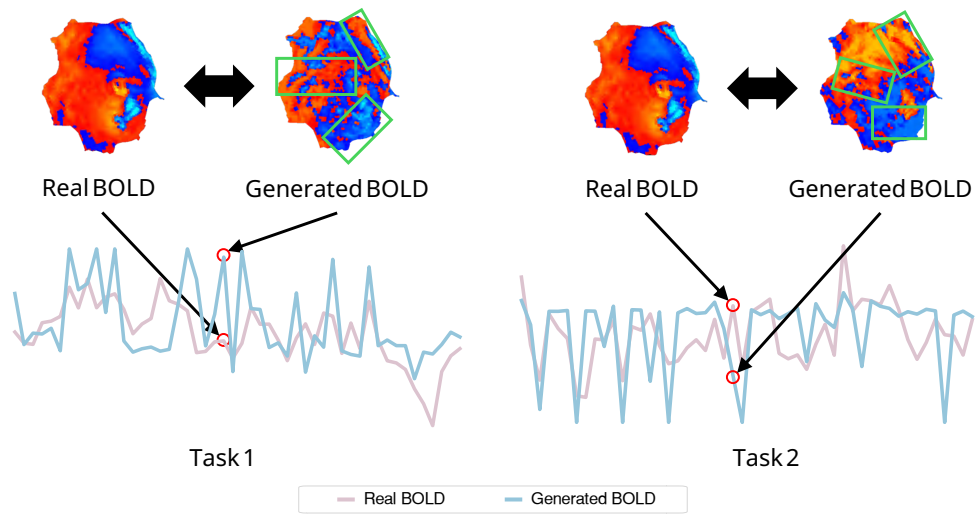 Real BOLD Generated BOLD Real BOLD Generated BOLD
Task 1 Task 2
Real BOLD Generated BOLD